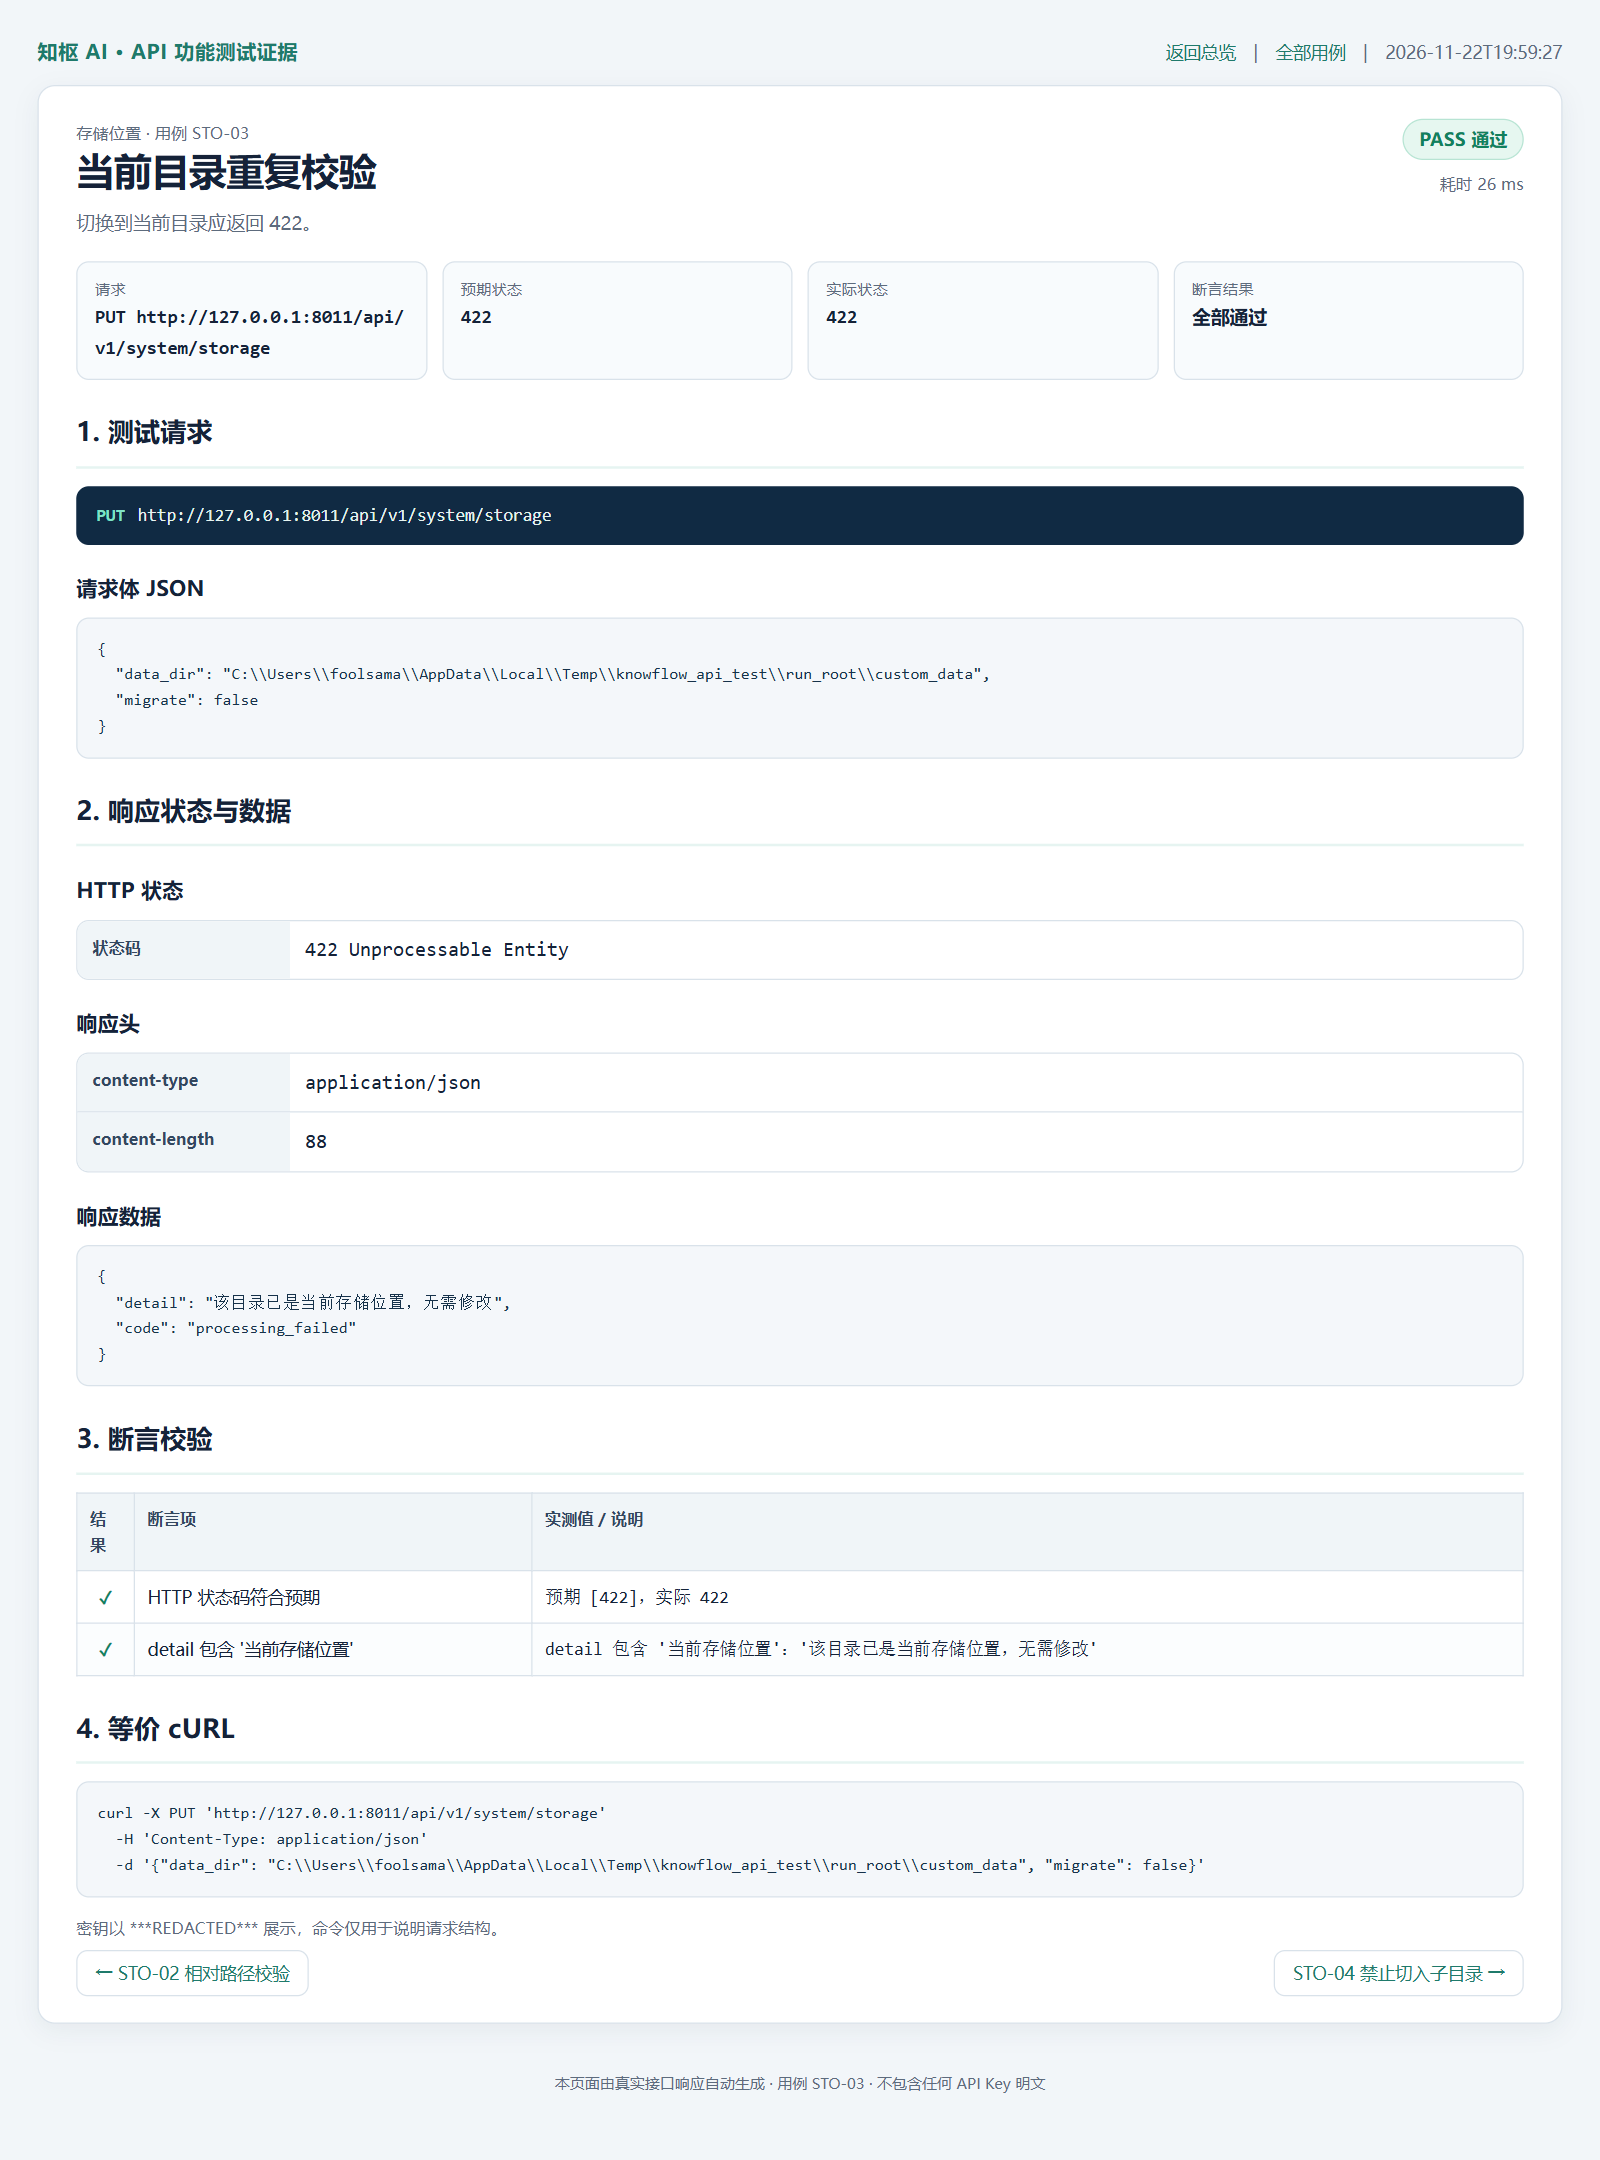 知枢 AI · API 功能测试证据
返回总览 | 全部用例 | 2026-11-22T19:59:27
存储位置 · 用例 STO-03
PASS 通过
当前目录重复校验
耗时 26 ms
切换到当前目录应返回 422。
请求
PUT http://127.0.0.1:8011/api/
v1/system/storage
预期状态
422
实际状态
422
断言结果
全部通过
1. 测试请求
PUT http://127.0.0.1:8011/api/v1/system/storage
请求体 JSON
{
"data_dir": "C:\\Users\\foolsama\\AppData\\Local\\Temp\\knowflow_api_test\\run_root\\custom_data",
"migrate": false
}
2. 响应状态与数据
HTTP 状态
状态码 422 Unprocessable Entity
响应头
content-type application/json
content-length 88
响应数据
{
"detail": "该目录已是当前存储位置，无需修改",
"code": "processing_failed"
}
3. 断言校验
结果 断言项 实测值 / 说明
✓ HTTP 状态码符合预期 预期 [422]，实际 422
✓ detail 包含 '当前存储位置' detail 包含 '当前存储位置'：'该目录已是当前存储位置，无需修改'
4. 等价 cURL
curl -X PUT 'http://127.0.0.1:8011/api/v1/system/storage'
-H 'Content-Type: application/json'
-d '{"data_dir": "C:\\Users\\foolsama\\AppData\\Local\\Temp\\knowflow_api_test\\run_root\\custom_data", "migrate": false}'
密钥以 ***REDACTED*** 展示，命令仅用于说明请求结构。
← STO-02 相对路径校验
STO-04 禁止切入子目录 →
本页面由真实接口响应自动生成 · 用例 STO-03 · 不包含任何 API Key 明文